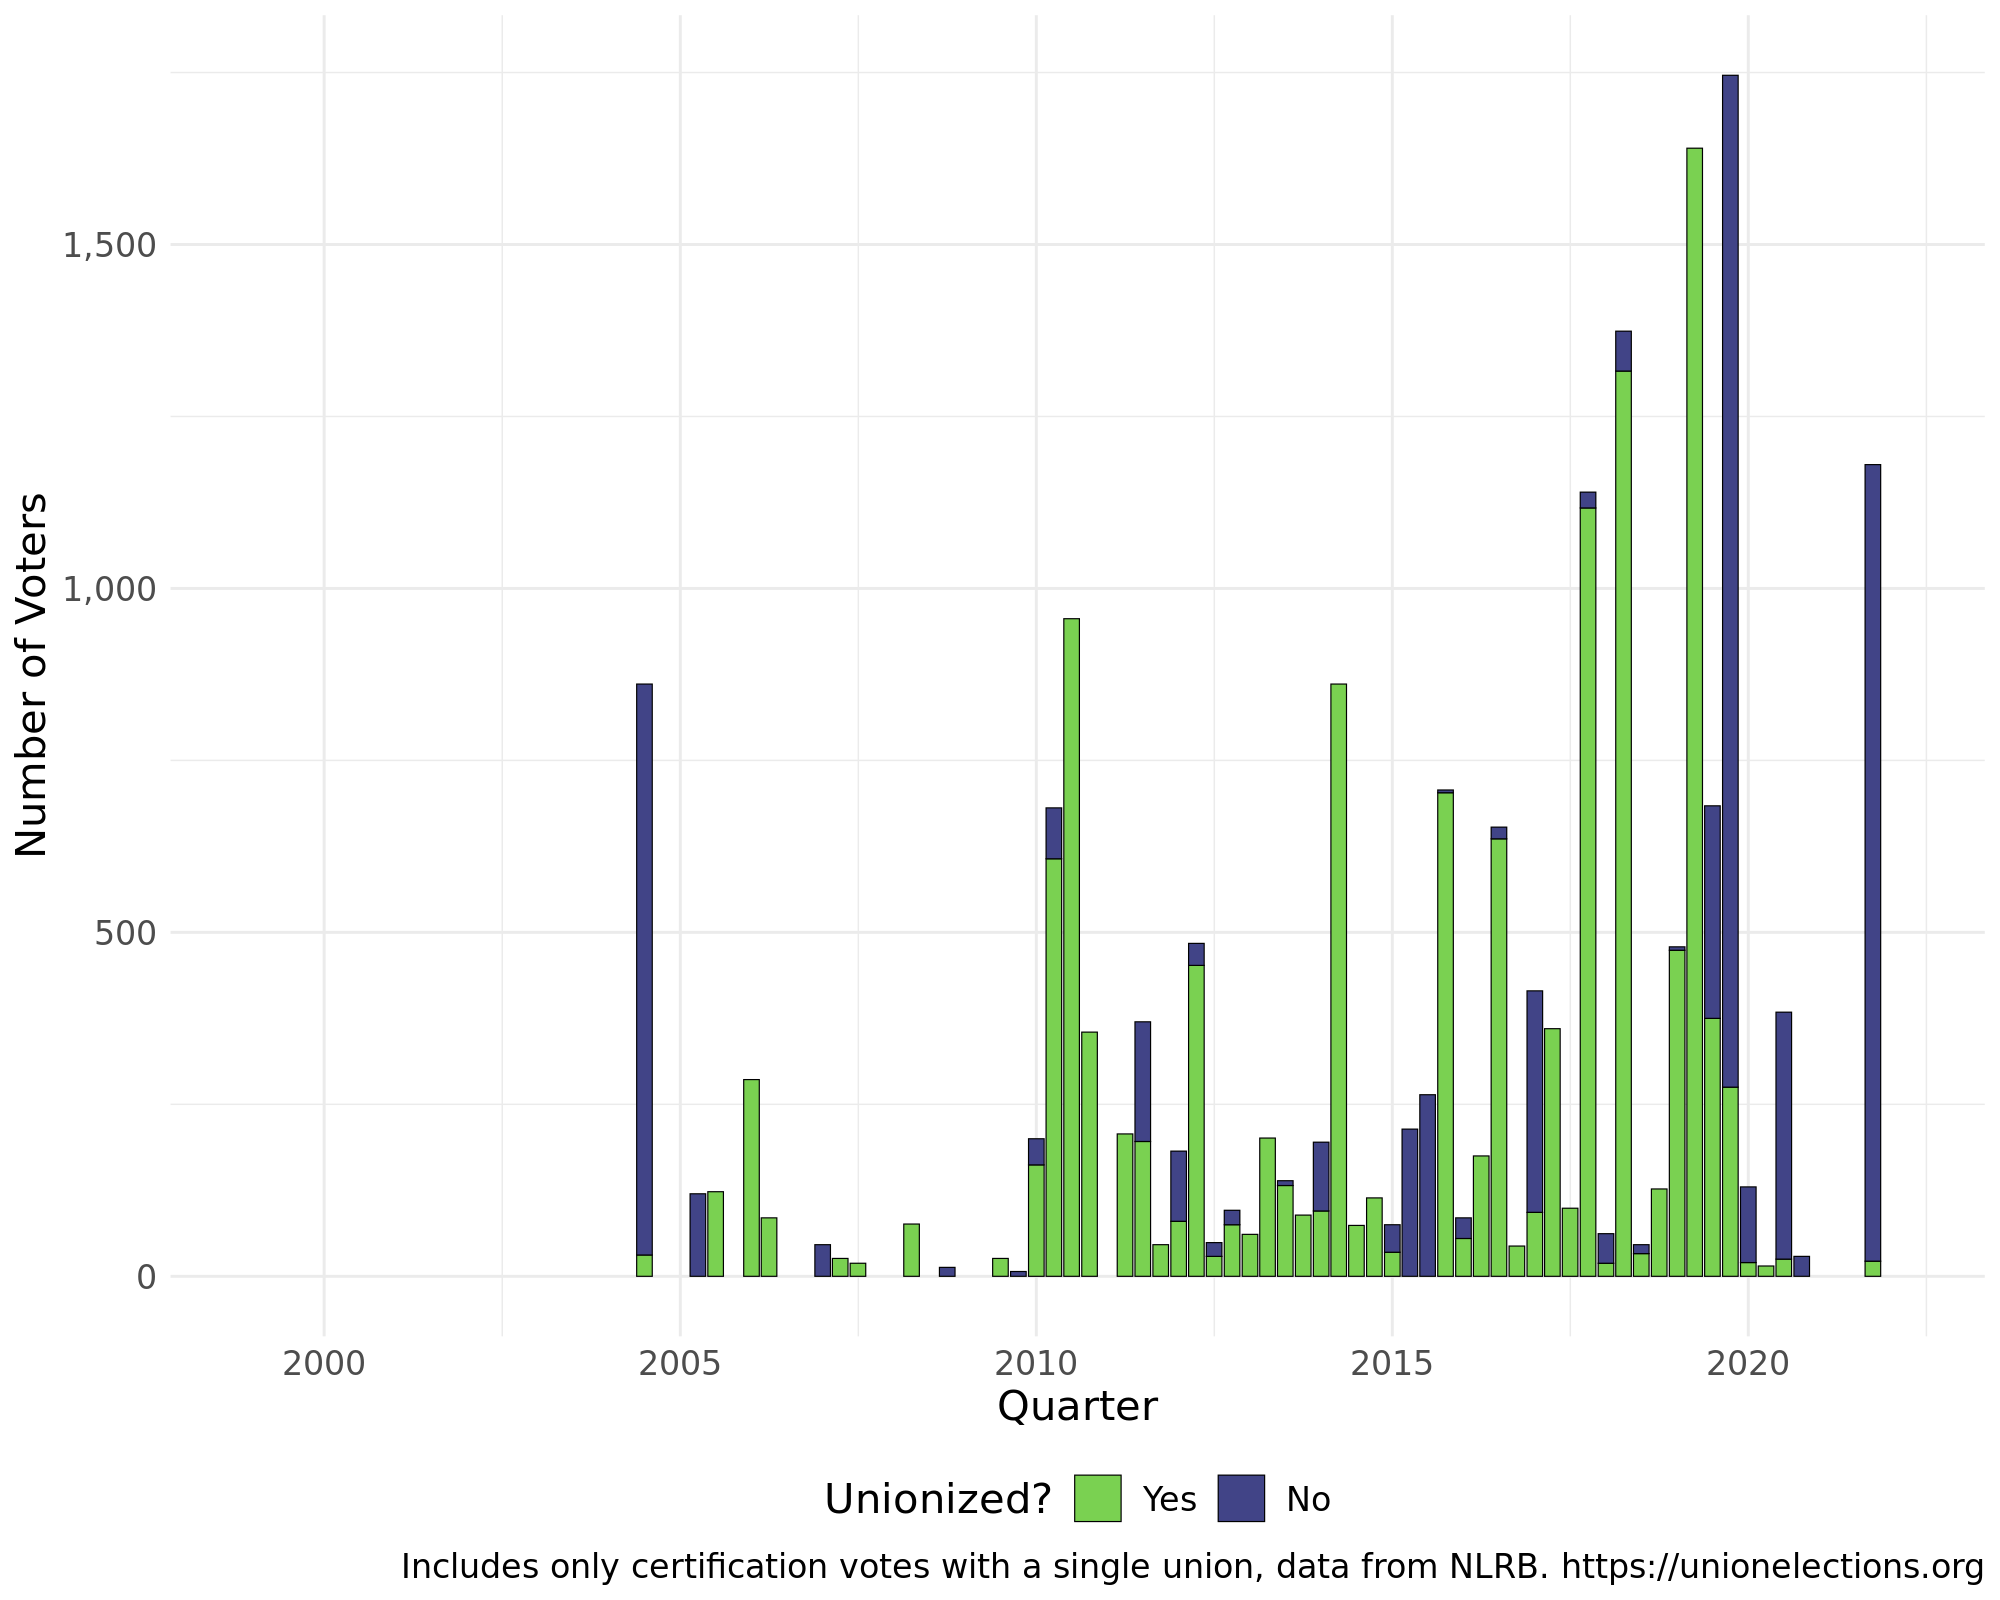 1,500
1,000
500
0
Number of Voters
2000 2005 2010 2015 2020
Quarter
Unionized? Yes No
Includes only certification votes with a single union, data from NLRB. https://unionelections.org